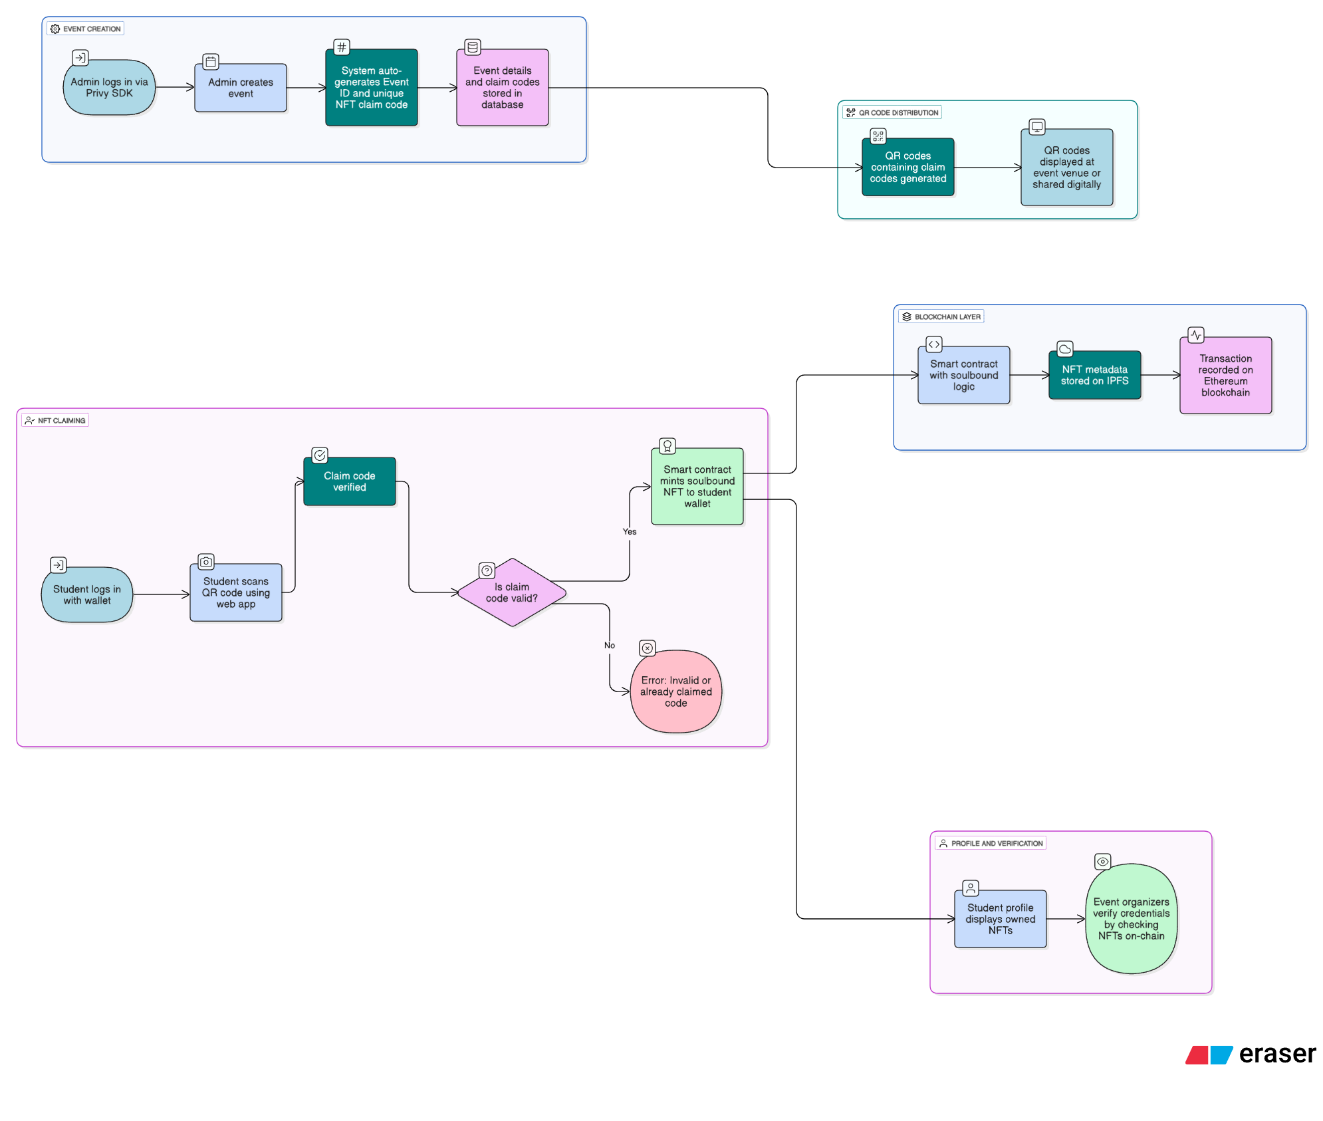 EVENT CREATION
Admin logs in via
Privy SDK
Admin creates
event
System auto-
generates Event
ID and unique
NFT claim code
Event details
and claim codes
stored in
database
QR CODE DISTRIBUTION
QR codes
containing claim
codes generated
QR codes
displayed at
event venue or
shared digitally
BLOCKCHAIN LAYER
Smart contract
with soulbound
logic
NFT metadata
stored on IPFS
Transaction
recorded on
Ethereum
blockchain
NFT CLAIMING
Student logs in
with wallet
Student scans
QR code using
web app
Claim code
verified
Is claim
code valid?
Yes
No
Smart contract
mints soulbound
NFT to student
wallet
Error: Invalid or
already claimed
code
PROFILE AND VERIFICATION
Student profile
displays owned
NFTs
Event organizers
verify credentials
by checking
NFTs on-chain
eraser